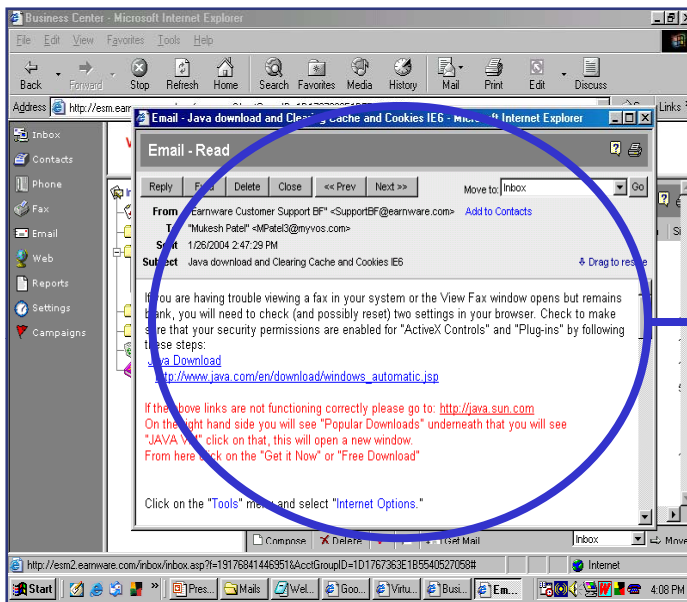 Business Center - Microsoft Internet Explorer
File Edit View Favorites Tools Help
Back Forward Stop Refresh Home Search Favorites Media History Mail Print Edit Discuss
Address http://esm.earn Links
Email - Java download and Clearing Cache and Cookies IE6 - Microsoft Internet Explorer
Inbox
Contacts
Phone
Fax
Email
Web
Reports
Settings
Campaigns
Email - Read
Reply Delete Close << Prev Next >> Move to: Inbox Go
From "Earnware Customer Support BF" <SupportBF@earnware.com> Add to Contacts
To "Mukesh Patel" <MPatel3@myvos.com>
Sent 1/26/2004 2:47:29 PM
Subject Java download and Clearing Cache and Cookies IE6 Drag to resize
If you are having trouble viewing a fax in your system or the View Fax window opens but remains
blank, you will need to check (and possibly reset) two settings in your browser. Check to make
sure that your security permissions are enabled for "ActiveX Controls" and "Plug-ins" by following
these steps:
Java Download
http://www.java.com/en/download/windows_automatic.jsp
If the above links are not functioning correctly please go to: http://java.sun.com
On the right hand side you will see "Popular Downloads" underneath that you will see
"JAVA VM" click on that, this will open a new window.
From here click on the "Get it Now" or "Free Download"
Click on the "Tools" menu and select "Internet Options."
Compose Delete Get Mail Inbox Move
http://esm2.earnware.com/inbox/inbox.asp?f=19176841446951&AcctGroupID=1D1767363E1B5540527058# Internet
Start » Pres... Mails Wel... Goo... Virtu... Busi... Em... 4:08 PM